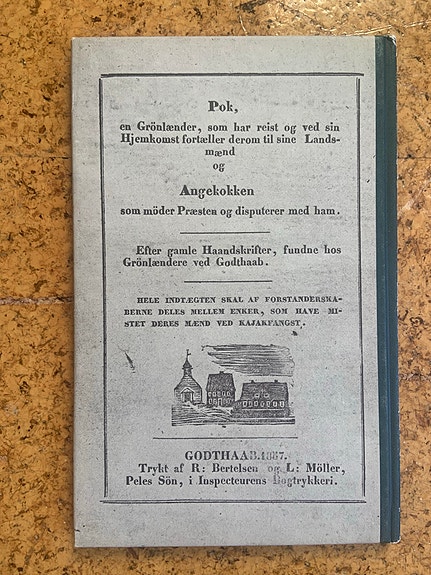 Pok,
en Grönlænder, som har reist og ved sin
Hjemkomst fortæller derom til sine Lands-
mænd
og
Angekokken
som möder Præsten og disputerer med ham.
Efter gamle Haandskrifter, fundne hos
Grönlændere ved Godthaab.
HELE INDTÆGTEN SKAL AF FORSTANDERSKA-
BERNE DELES MELLEM ENKER, SOM HAVE MI-
STET DERES MÆND VED KAJAKFANGST.
GODTHAAB.1857.
Trykt af R: Bertelsen og L: Möller,
Peles Sön, i Inspecteurens Bogtrykkeri.